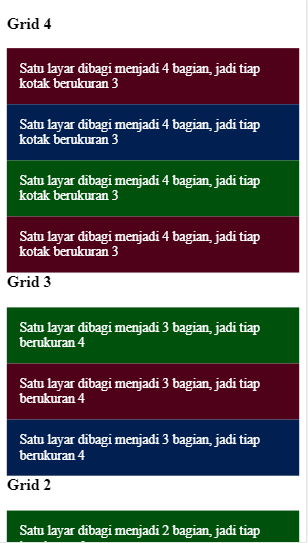 Grid 4
Satu layar dibagi menjadi 4 bagian, jadi tiap
kotak berukuran 3
Satu layar dibagi menjadi 4 bagian, jadi tiap
kotak berukuran 3
Satu layar dibagi menjadi 4 bagian, jadi tiap
kotak berukuran 3
Satu layar dibagi menjadi 4 bagian, jadi tiap
kotak berukuran 3
Grid 3
Satu layar dibagi menjadi 3 bagian, jadi tiap
berukuran 4
Satu layar dibagi menjadi 3 bagian, jadi tiap
berukuran 4
Satu layar dibagi menjadi 3 bagian, jadi tiap
berukuran 4
Grid 2
Satu layar dibagi menjadi 2 bagian, jadi tiap